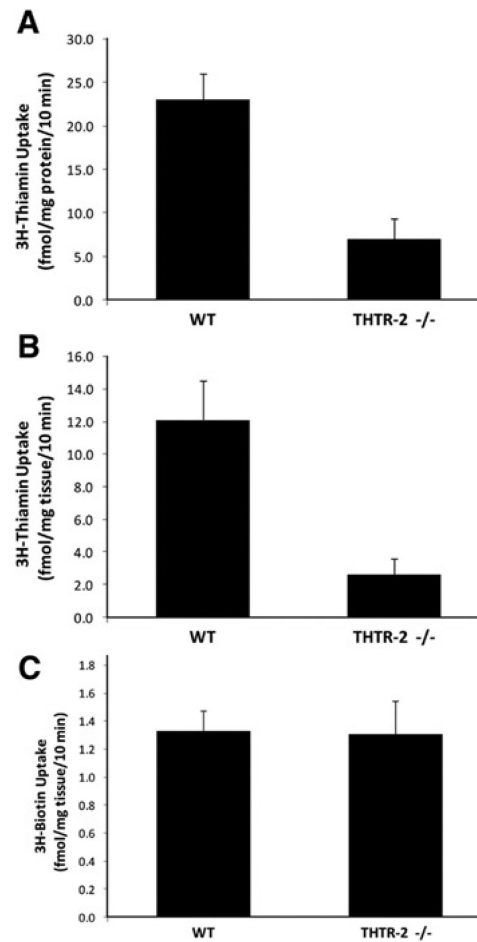 A
3H-Thiamin Uptake
(fmol/mg protein/10 min)
30.0
25.0
20.0
15.0
10.0
5.0
0.0
WT
THTR-2 -/-
B
3H-Thiamin Uptake
(fmol/mg tissue/10 min)
16.0
14.0
12.0
10.0
8.0
6.0
4.0
2.0
0.0
WT
THTR-2 -/-
C
3H-Biotin Uptake
(fmol/mg tissue/10 min)
1.8
1.6
1.4
1.2
1.0
0.8
0.6
0.4
0.2
0.0
WT
THTR-2 -/-